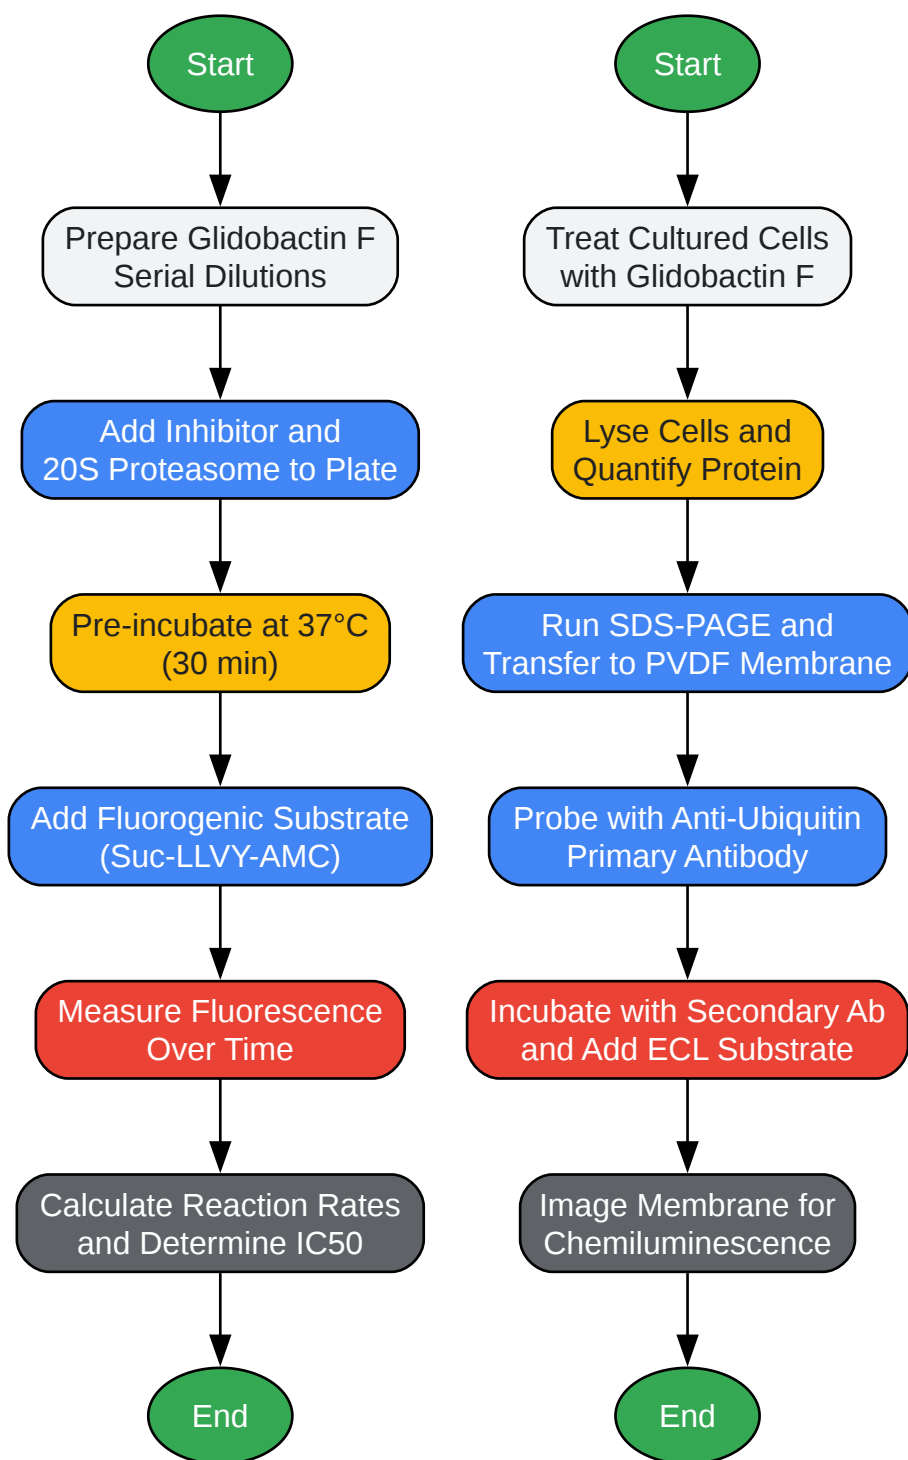 Start
Prepare Glidobactin F
Serial Dilutions
Add Inhibitor and
20S Proteasome to Plate
Pre-incubate at 37°C
(30 min)
Add Fluorogenic Substrate
(Suc-LLVY-AMC)
Measure Fluorescence
Over Time
Calculate Reaction Rates
and Determine IC50
End
Start
Treat Cultured Cells
with Glidobactin F
Lyse Cells and
Quantify Protein
Run SDS-PAGE and
Transfer to PVDF Membrane
Probe with Anti-Ubiquitin
Primary Antibody
Incubate with Secondary Ab
and Add ECL Substrate
Image Membrane for
Chemiluminescence
End